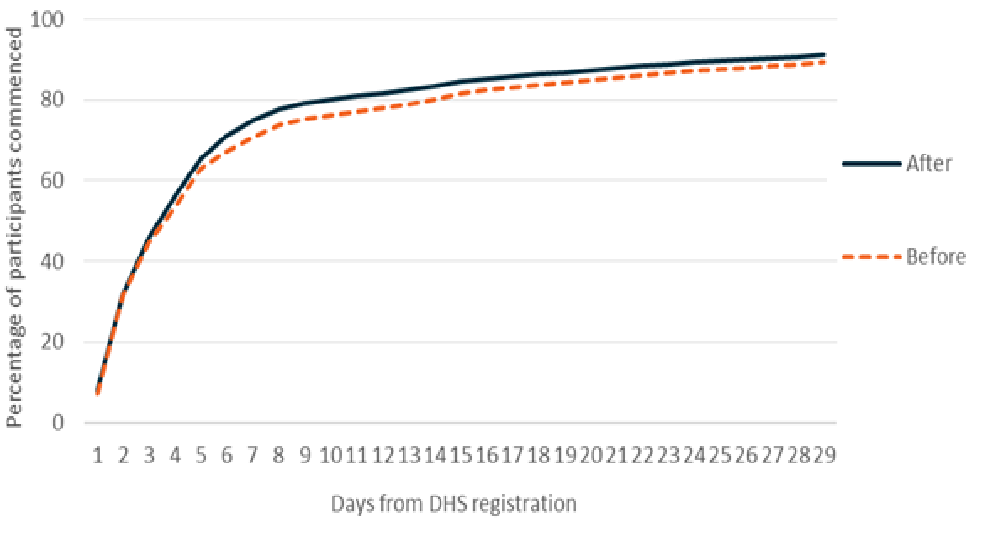 100
80
60
40
20
0
Percentage of participants commenced
After
Before
1 2 3 4 5 6 7 8 9 10 11 12 13 14 15 16 17 18 19 20 21 22 23 24 25 26 27 28 29
Days from DHS registration